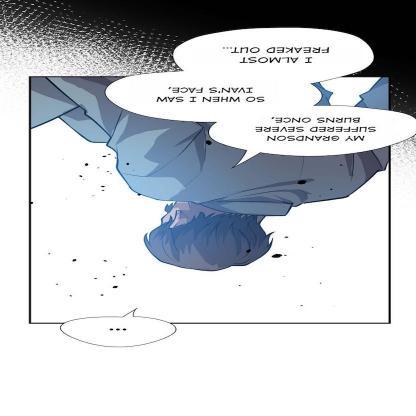 ...
MY GRANDSON
SUFFERED SEVERE
BURNS ONCE,
SO WHEN I SAW
IVAN'S FACE,
I ALMOST
FREAKED OUT...